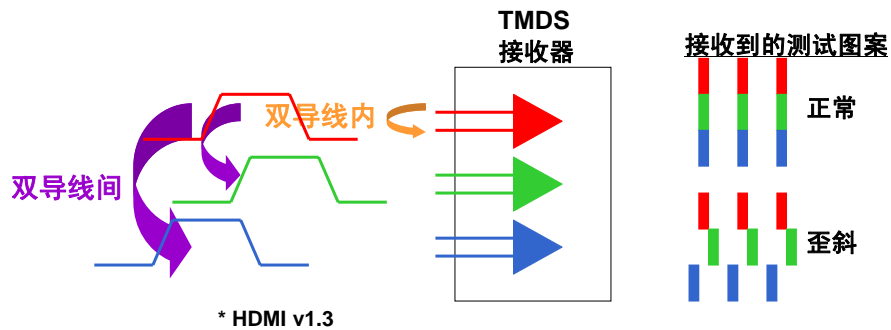 TMDS
接收器
接收到的测试图案
正常
双导线内
双导线间
歪斜
* HDMI v1.3